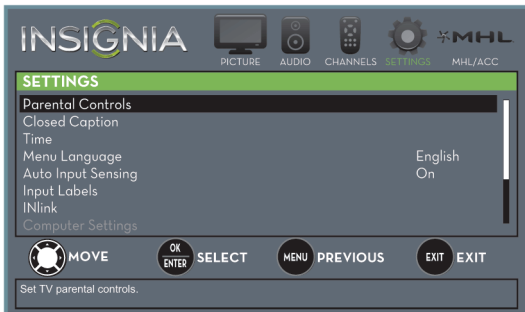 INSIGNIA
PICTURE AUDIO CHANNELS SETTINGS MHL MHL/ACC
SETTINGS
Parental Controls
Closed Caption
Time
Menu Language English
Auto Input Sensing On
Input Labels
INlink
Computer Settings
MOVE OK ENTER SELECT MENU PREVIOUS EXIT EXIT
Set TV parental controls.